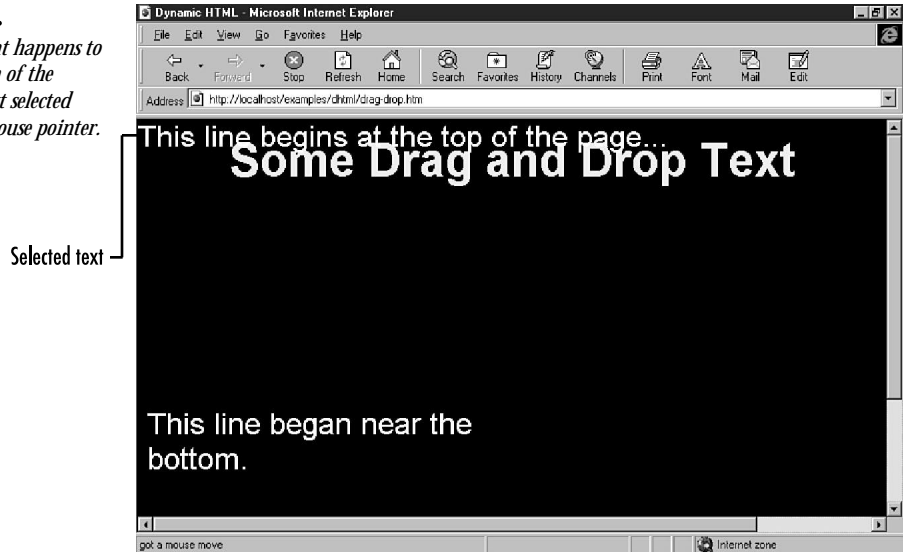 t happens to
of the
t selected
ouse pointer.
Selected text
Dynamic HTML - Microsoft Internet Explorer
File Edit View Go Favorites Help
Back Forward Stop Refresh Home Search Favorites History Channels Print Font Mail Edit
Address http://localhost/examples/dhtml/drag-drop.htm
This line begins at the top of the page...
Some Drag and Drop Text
This line began near the
bottom.
got a mouse move Internet zone